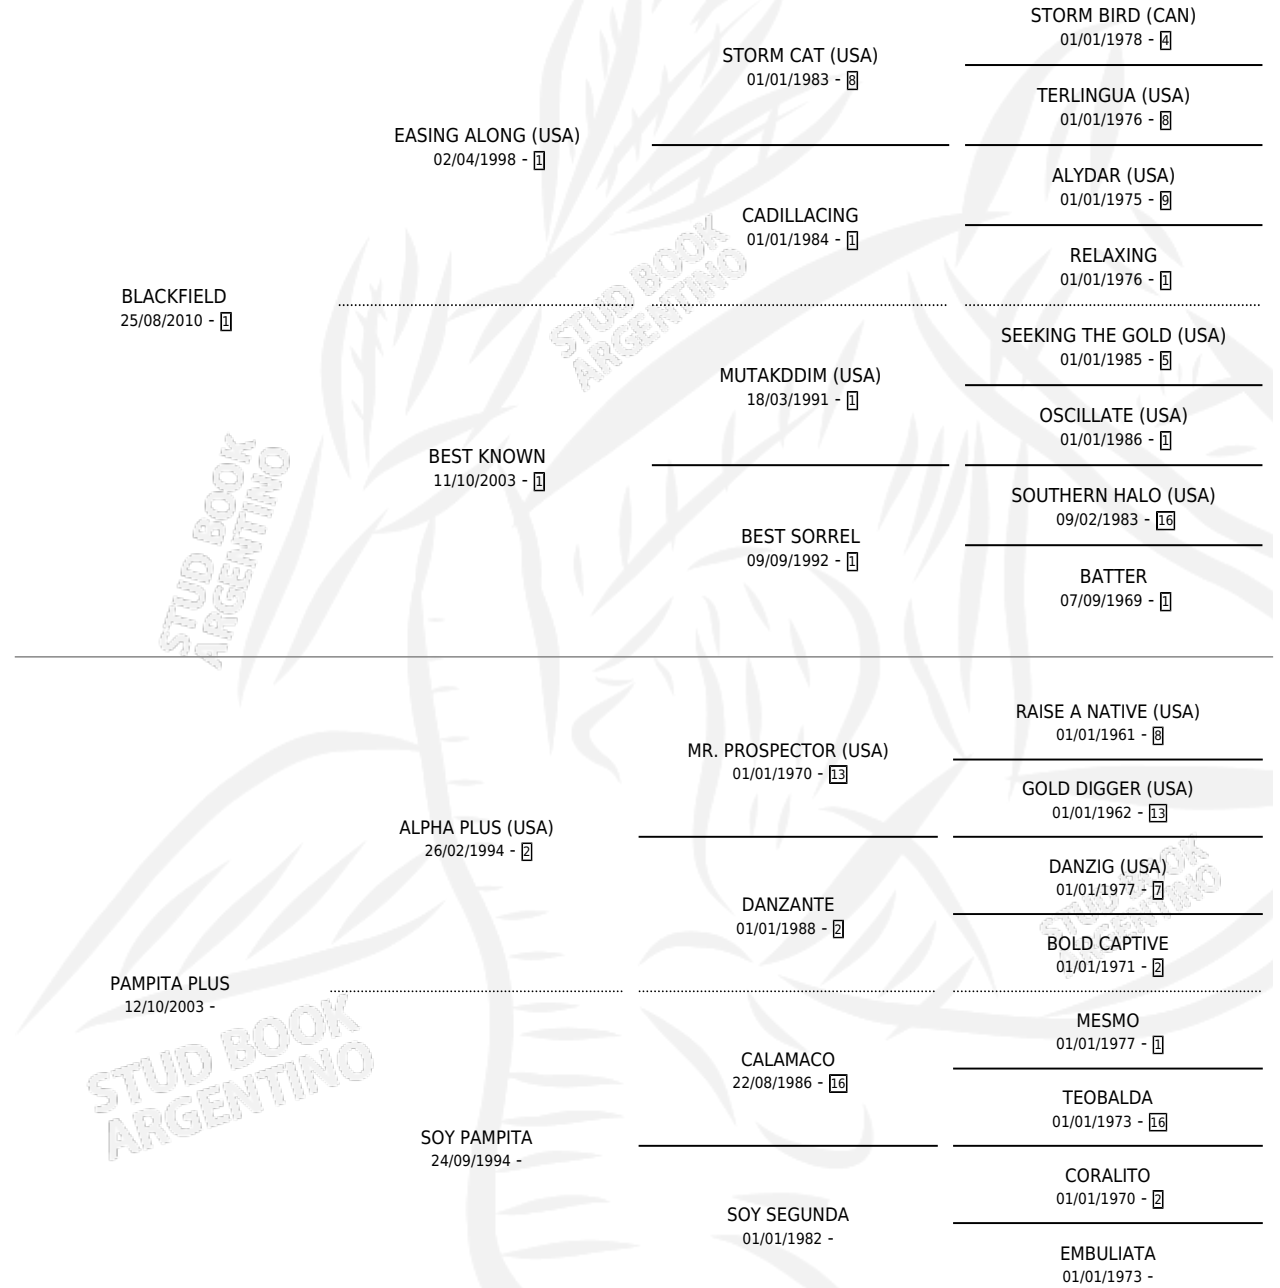 STORM BIRD (CAN)
01/01/1978 - 4
STORM CAT (USA)
01/01/1983 - 8
TERLINGUA (USA)
01/01/1976 - 8
EASING ALONG (USA)
02/04/1998 - 1
ALYDAR (USA)
01/01/1975 - 9
CADILLACING
01/01/1984 - 1
RELAXING
01/01/1976 - 1
BLACKFIELD
25/08/2010 - 1
SEEKING THE GOLD (USA)
01/01/1985 - 5
MUTAKDDIM (USA)
18/03/1991 - 1
OSCILLATE (USA)
01/01/1986 - 1
BEST KNOWN
11/10/2003 - 1
SOUTHERN HALO (USA)
09/02/1983 - 16
BEST SORREL
09/09/1992 - 1
BATTER
07/09/1969 - 1
RAISE A NATIVE (USA)
01/01/1961 - 8
MR. PROSPECTOR (USA)
01/01/1970 - 13
GOLD DIGGER (USA)
01/01/1962 - 13
ALPHA PLUS (USA)
26/02/1994 - 2
DANZIG (USA)
01/01/1977 - 7
DANZANTE
01/01/1988 - 2
BOLD CAPTIVE
01/01/1971 - 2
PAMPITA PLUS
12/10/2003 -
MESMO
01/01/1977 - 1
CALAMACO
22/08/1986 - 16
TEOBALDA
01/01/1973 - 16
SOY PAMPITA
24/09/1994 -
CORALITO
01/01/1970 - 2
SOY SEGUNDA
01/01/1982 -
EMBULIATA
01/01/1973 -
STUD BOOK
ARGENTINO
STUD BOOK
ARGENTINO
STUD BOOK
ARGENTINO
STUD BOOK
ARGENTINO